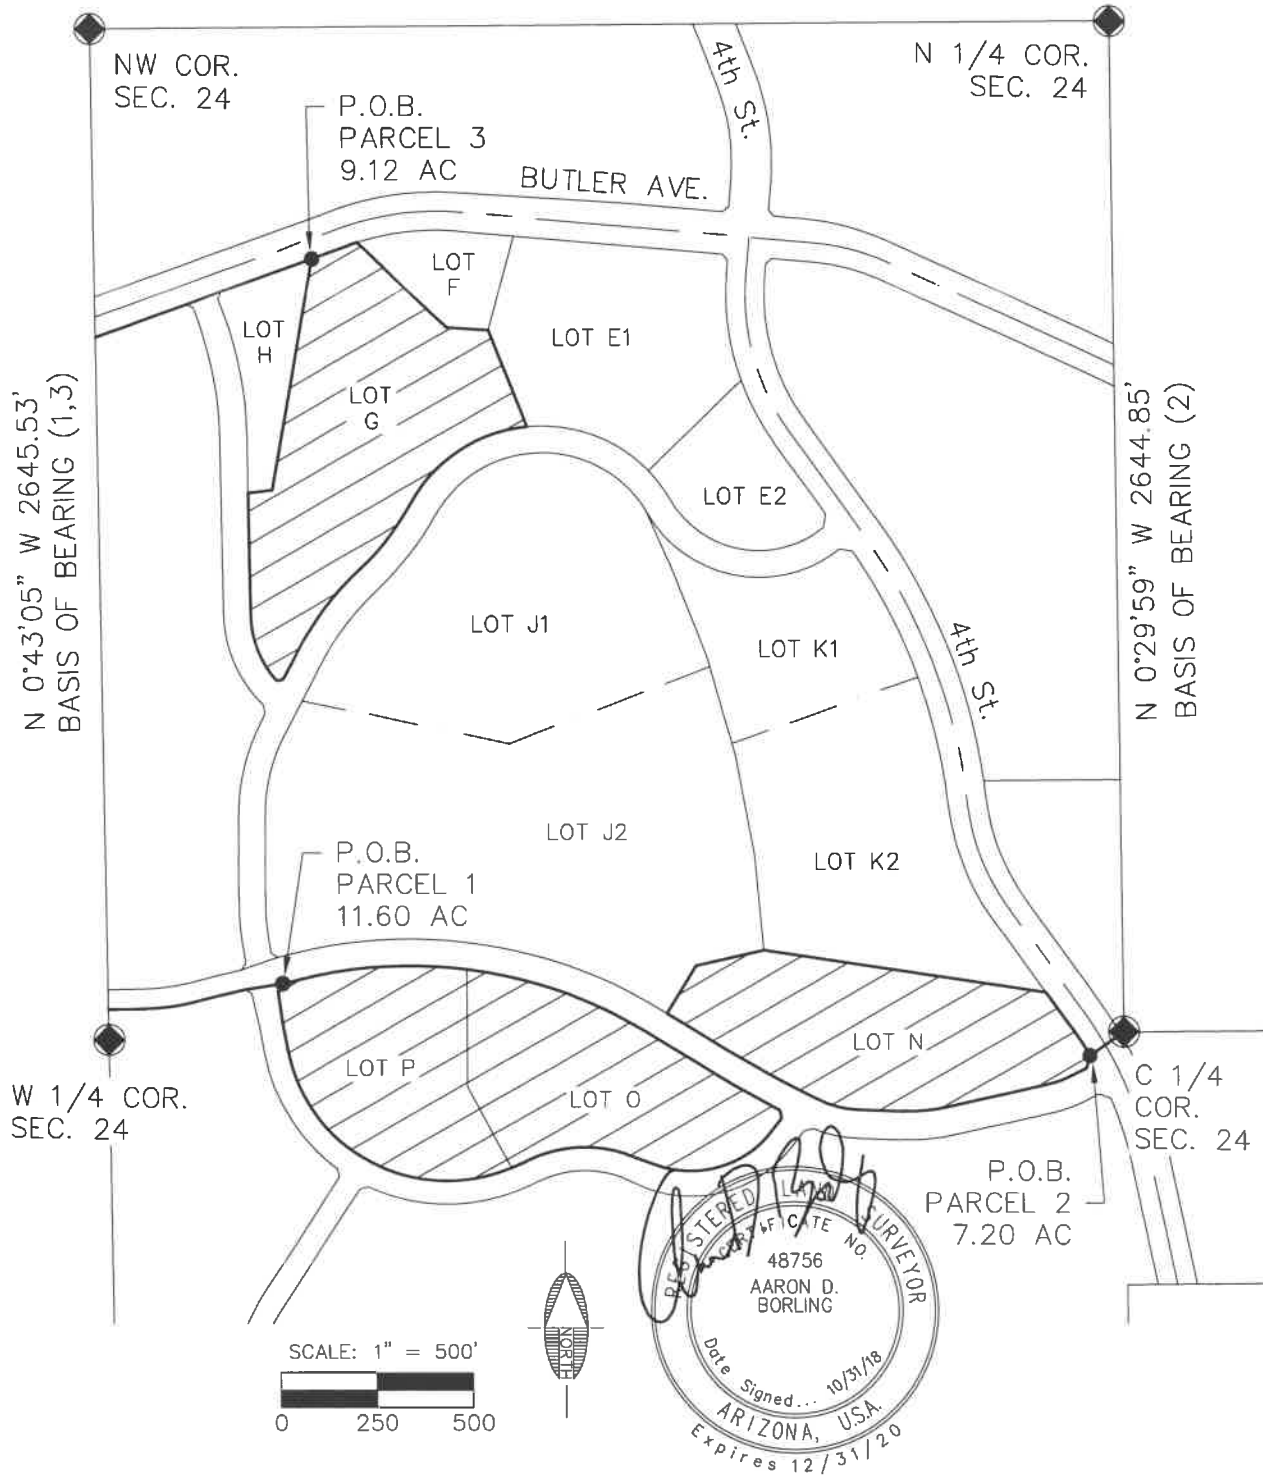 NW COR.
SEC. 24
N 1/4 COR.
SEC. 24
4th St.
P.O.B.
PARCEL 3
9.12 AC
BUTLER AVE.
LOT
F
LOT
H
LOT E1
LOT
G
N 0°43'05" W 2645.53'
BASIS OF BEARING (1,3)
N 0°29'59" W 2644.85'
BASIS OF BEARING (2)
LOT E2
LOT J1
LOT K1
4th St.
LOT J2
LOT K2
P.O.B.
PARCEL 1
11.60 AC
LOT N
LOT P
LOT O
W 1/4 COR.
SEC. 24
C 1/4
COR.
SEC. 24
P.O.B.
PARCEL 2
7.20 AC
REGISTERED LAND SURVEYOR
CERTIFICATE NO.
48756
AARON D.
BORLING
Date Signed... 10/31/18
ARIZONA, U.S.A.
Expires 12/31/20
NORTH
SCALE: 1" = 500'
0 250 500